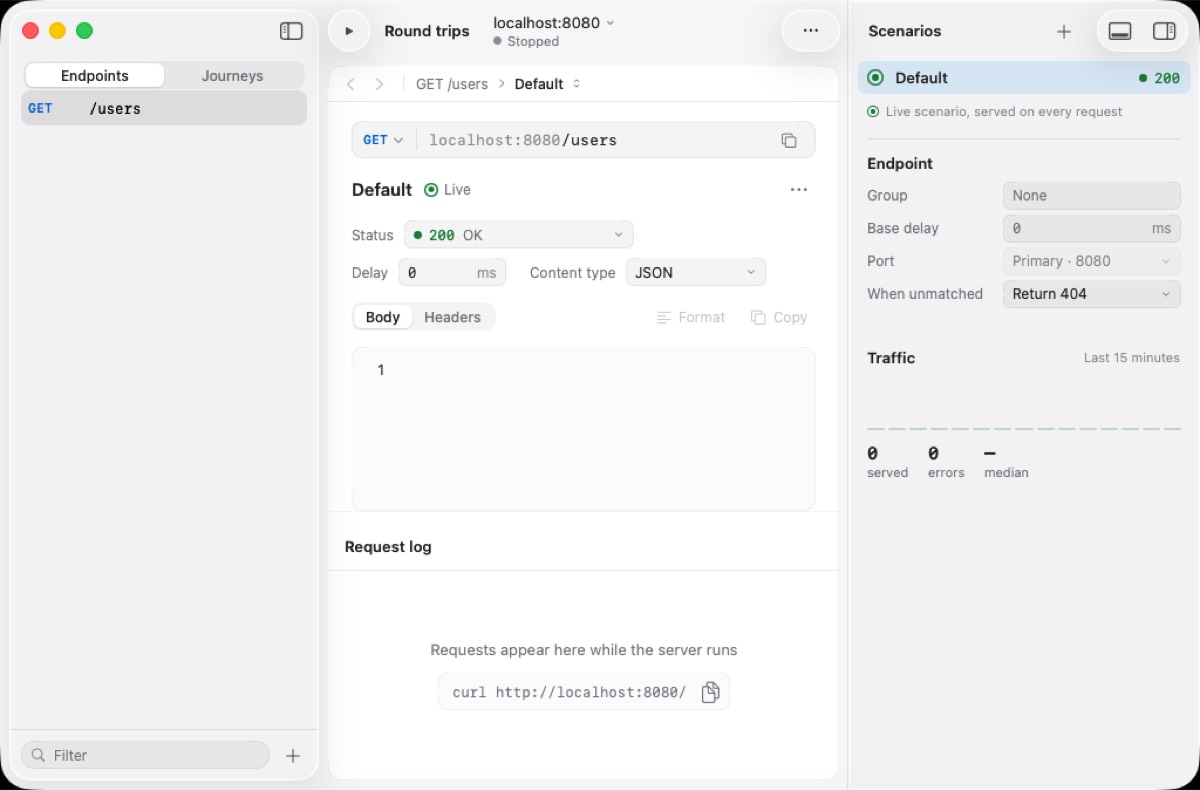 Endpoints
Journeys
GET /users
Filter
Round trips
localhost:8080
Stopped
GET /users > Default
GET localhost:8080/users
Default Live
Status 200 OK
Delay 0 ms Content type JSON
Body Headers Format Copy
1
Request log
Requests appear here while the server runs
curl http://localhost:8080/
Scenarios
Default 200
Live scenario, served on every request
Endpoint
Group None
Base delay 0 ms
Port Primary · 8080
When unmatched Return 404
Traffic Last 15 minutes
0 0 –
served errors median